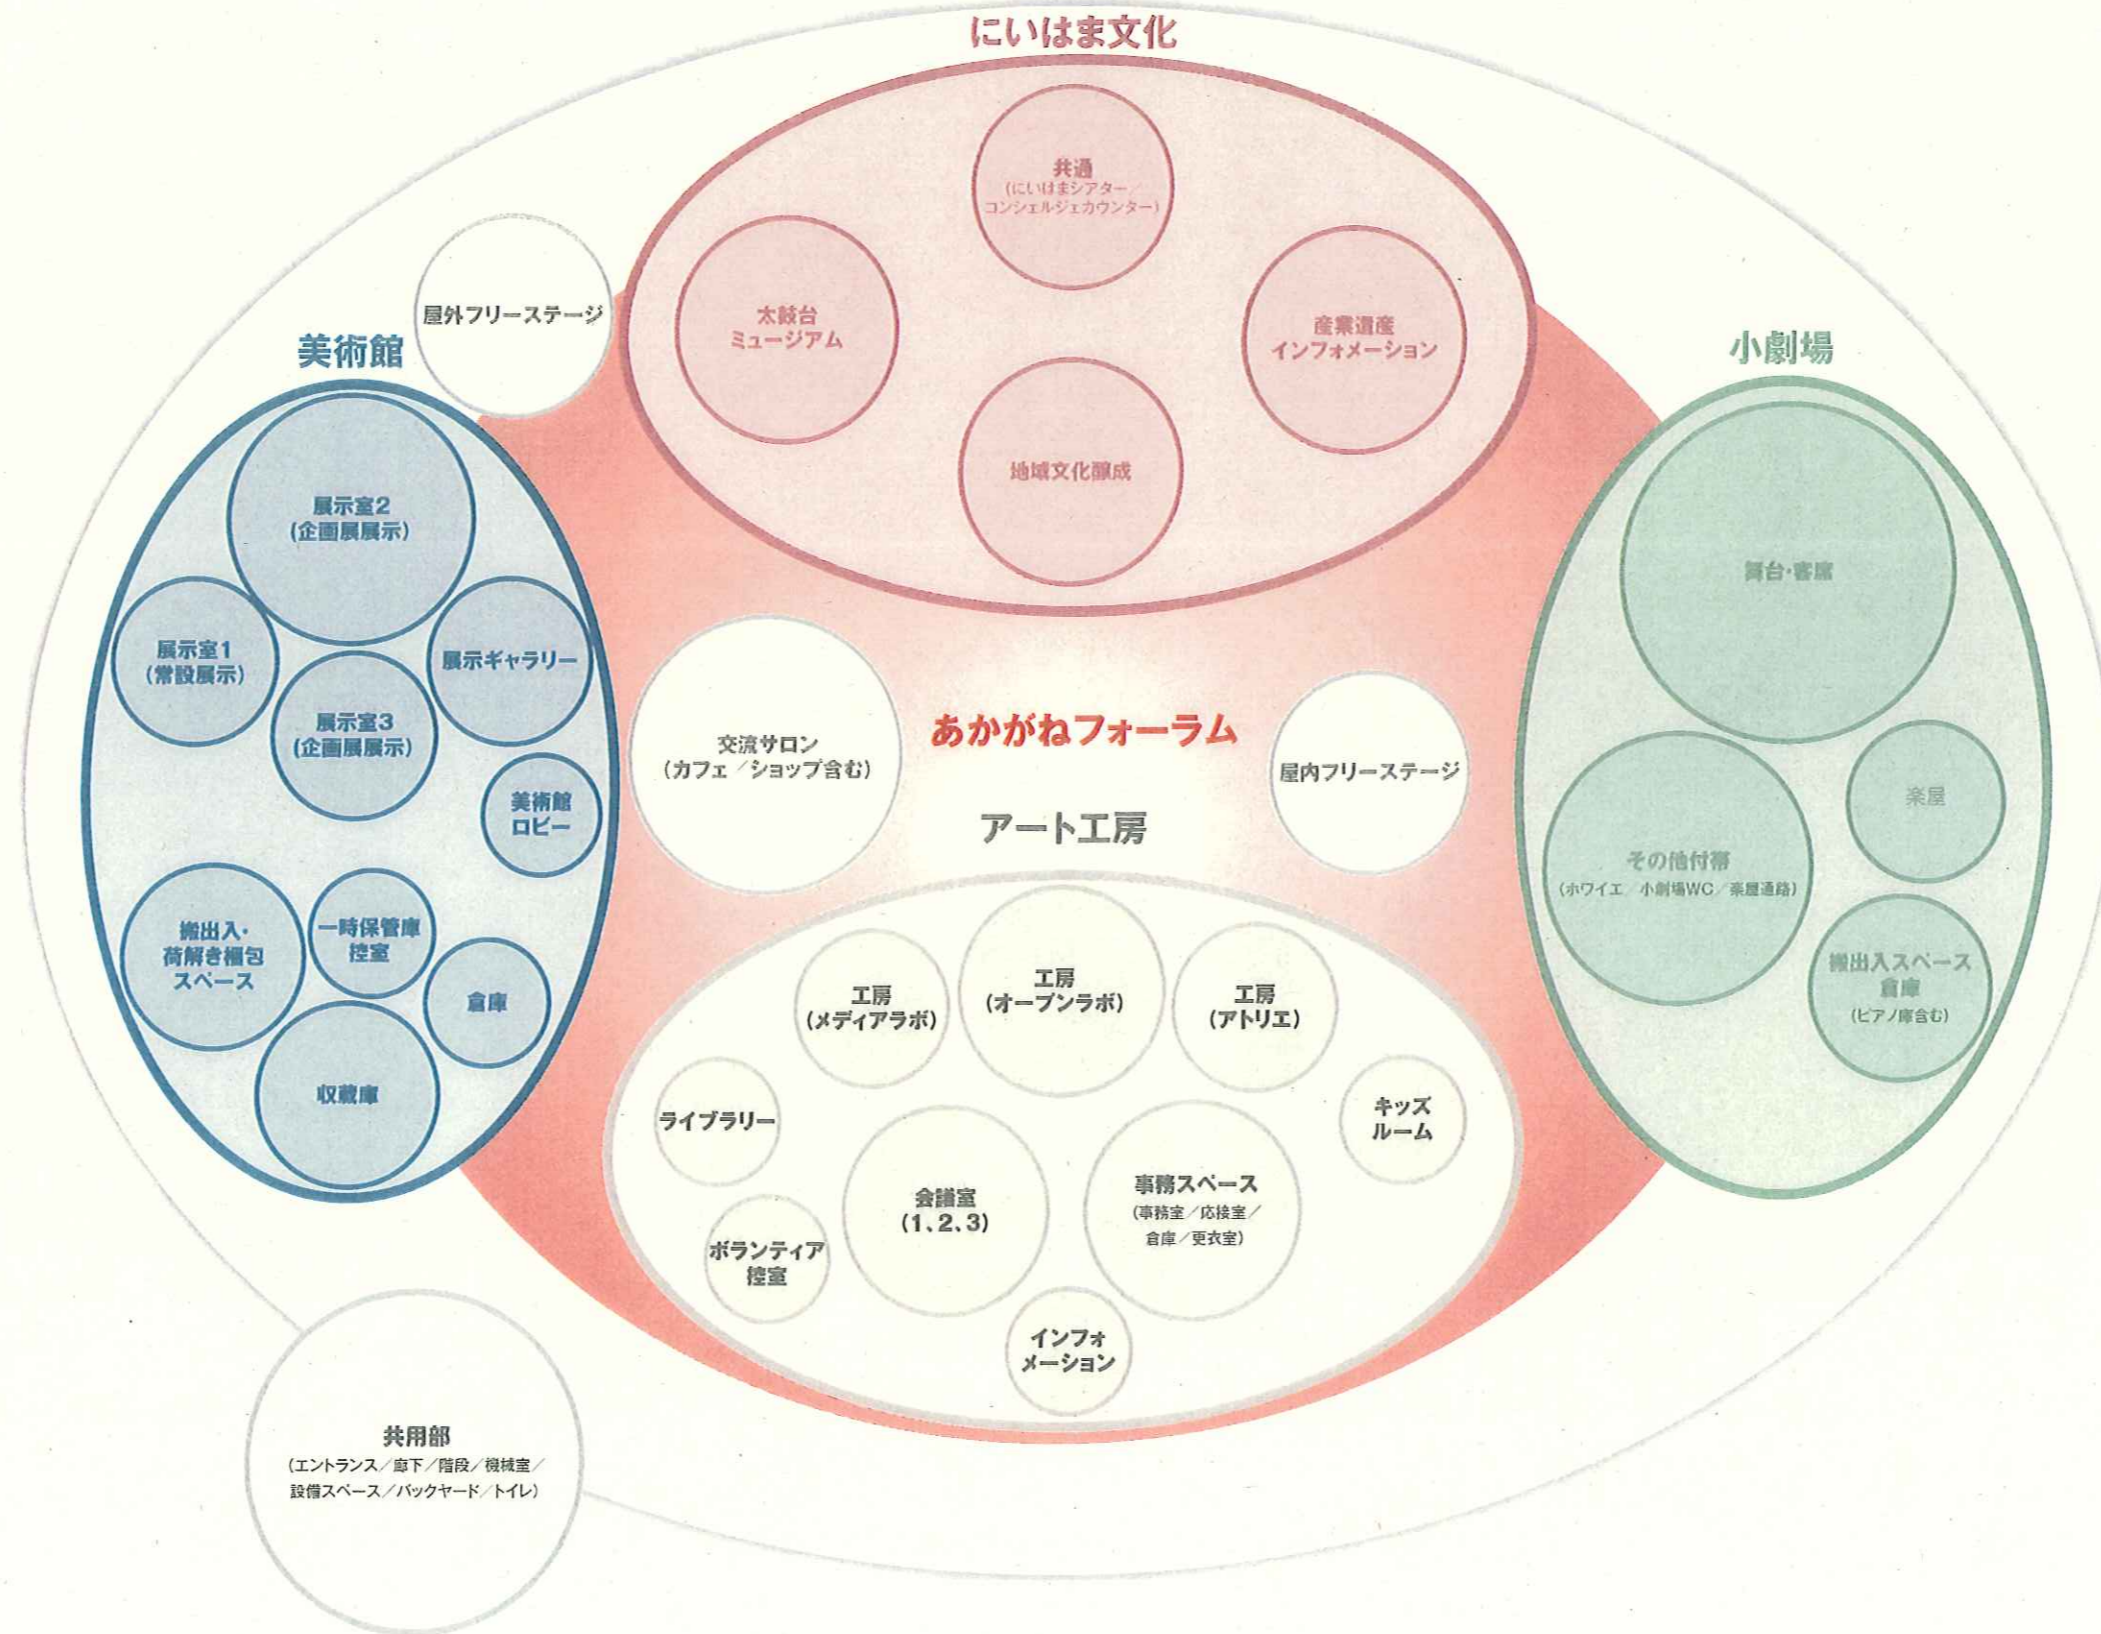 にいはま文化
共通
(にいはまシアター／
コンシェルジェカウンター)
太鼓台
ミュージアム
産業遺産
インフォメーション
地域文化醸成
屋外フリーステージ
美術館
展示室2
(企画展展示)
展示室1
(常設展示)
展示ギャラリー
展示室3
(企画展展示)
美術館
ロビー
搬出入・
荷解き梱包
スペース
一時保管庫
控室
倉庫
収蔵庫
小劇場
舞台・客席
楽屋
その他付帯
(ホワイエ／小劇場WC／楽屋通路)
搬出入スペース
倉庫
(ピアノ庫含む)
あかがねフォーラム
交流サロン
(カフェ／ショップ含む)
屋内フリーステージ
アート工房
工房
(メディアラボ)
工房
(オープンラボ)
工房
(アトリエ)
ライブラリー
キッズ
ルーム
会議室
(1、2、3)
事務スペース
(事務室／応接室／
倉庫／更衣室)
ボランティア
控室
インフォ
メーション
共用部
(エントランス／廊下／階段／機械室／
設備スペース／バックヤード／トイレ)